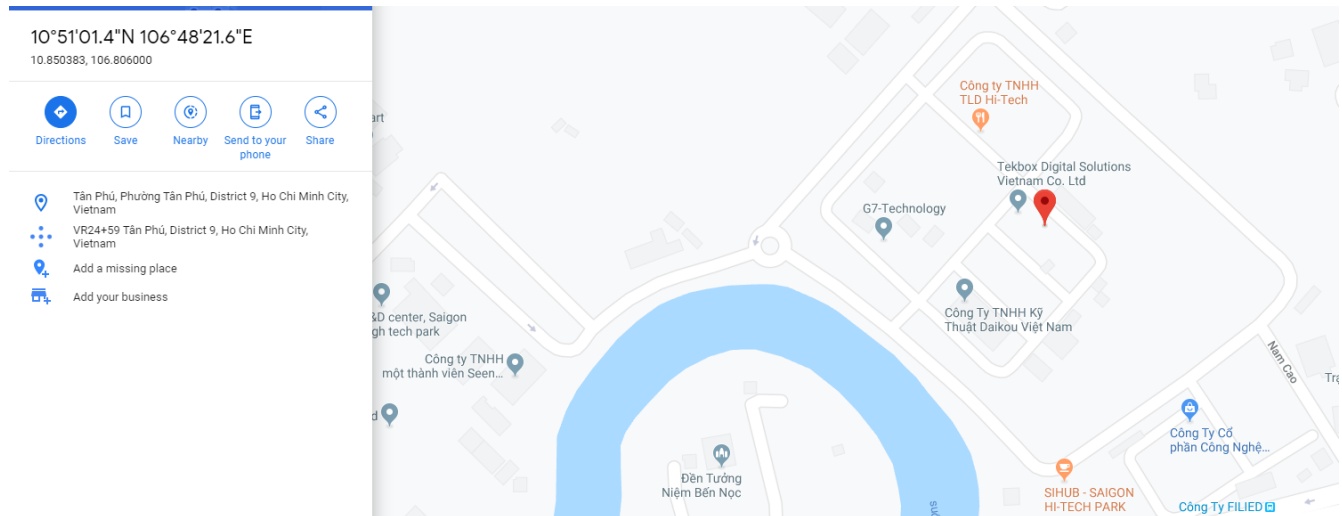 10°51'01.4"N 106°48'21.6"E
10.850383, 106.806000
Directions
Save
Nearby
Send to your
phone
Share
Tân Phú, Phường Tân Phú, District 9, Ho Chi Minh City,
Vietnam
VR24+59 Tân Phú, District 9, Ho Chi Minh City,
Vietnam
Add a missing place
Add your business
Công ty TNHH
TLD Hi-Tech
Tekbox Digital Solutions
Vietnam Co. Ltd
G7-Technology
Công Ty TNHH Kỹ
Thuật Daikou Việt Nam
&D center, Saigon
gh tech park
Công ty TNHH
một thành viên Seen...
Nam Cao
Công Ty Cổ
phần Công Nghệ...
Đền Tưởng
Niệm Bến Nọc
SIHUB - SAIGON
HI-TECH PARK
Công Ty FILIED